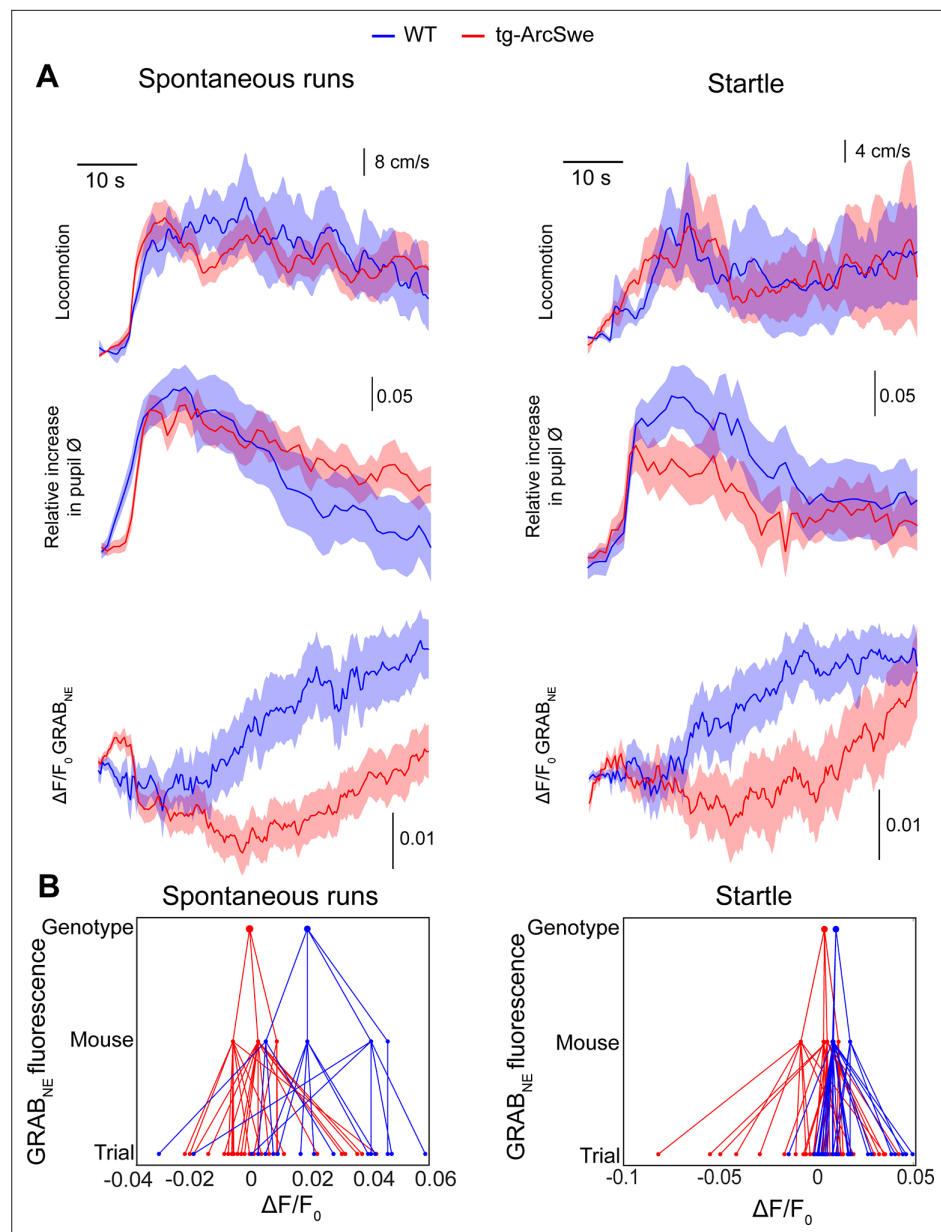 WT tg-ArcSwe
A
Spontaneous runs
Startle
10 s
8 cm/s
10 s
4 cm/s
Locomotion
Locomotion
Relative increase
in pupil Ø
0.05
Relative increase
in pupil Ø
0.05
ΔF/F0 GRABNE
0.01
ΔF/F0 GRABNE
0.01
B
Spontaneous runs
Startle
GRABNE fluorescence
Genotype
Mouse
Trial
-0.04 -0.02 0 0.02 0.04 0.06
ΔF/F0
GRABNE fluorescence
Genotype
Mouse
Trial
-0.1 -0.05 0 0.05
ΔF/F0